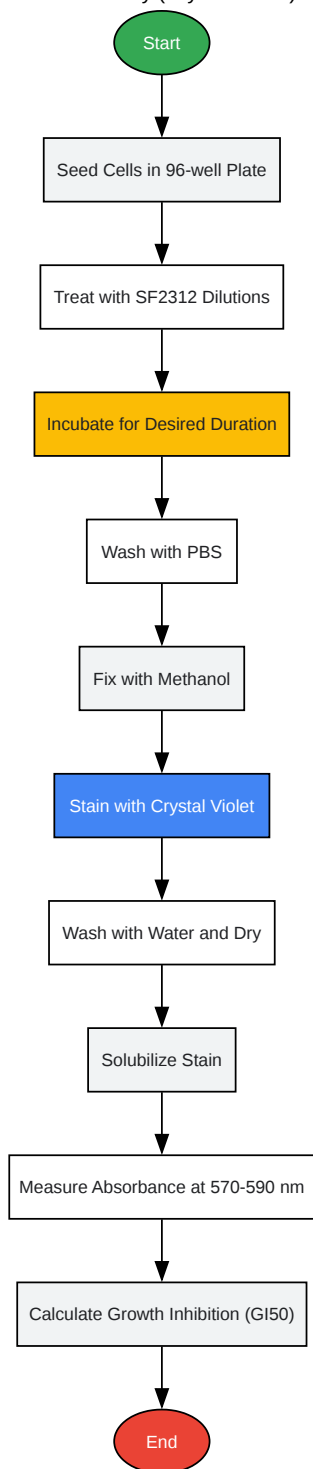 Start
Seed Cells in 96-well Plate
Treat with SF2312 Dilutions
Incubate for Desired Duration
Wash with PBS
Fix with Methanol
Stain with Crystal Violet
Wash with Water and Dry
Solubilize Stain
Measure Absorbance at 570-590 nm
Calculate Growth Inhibition (GI50)
End